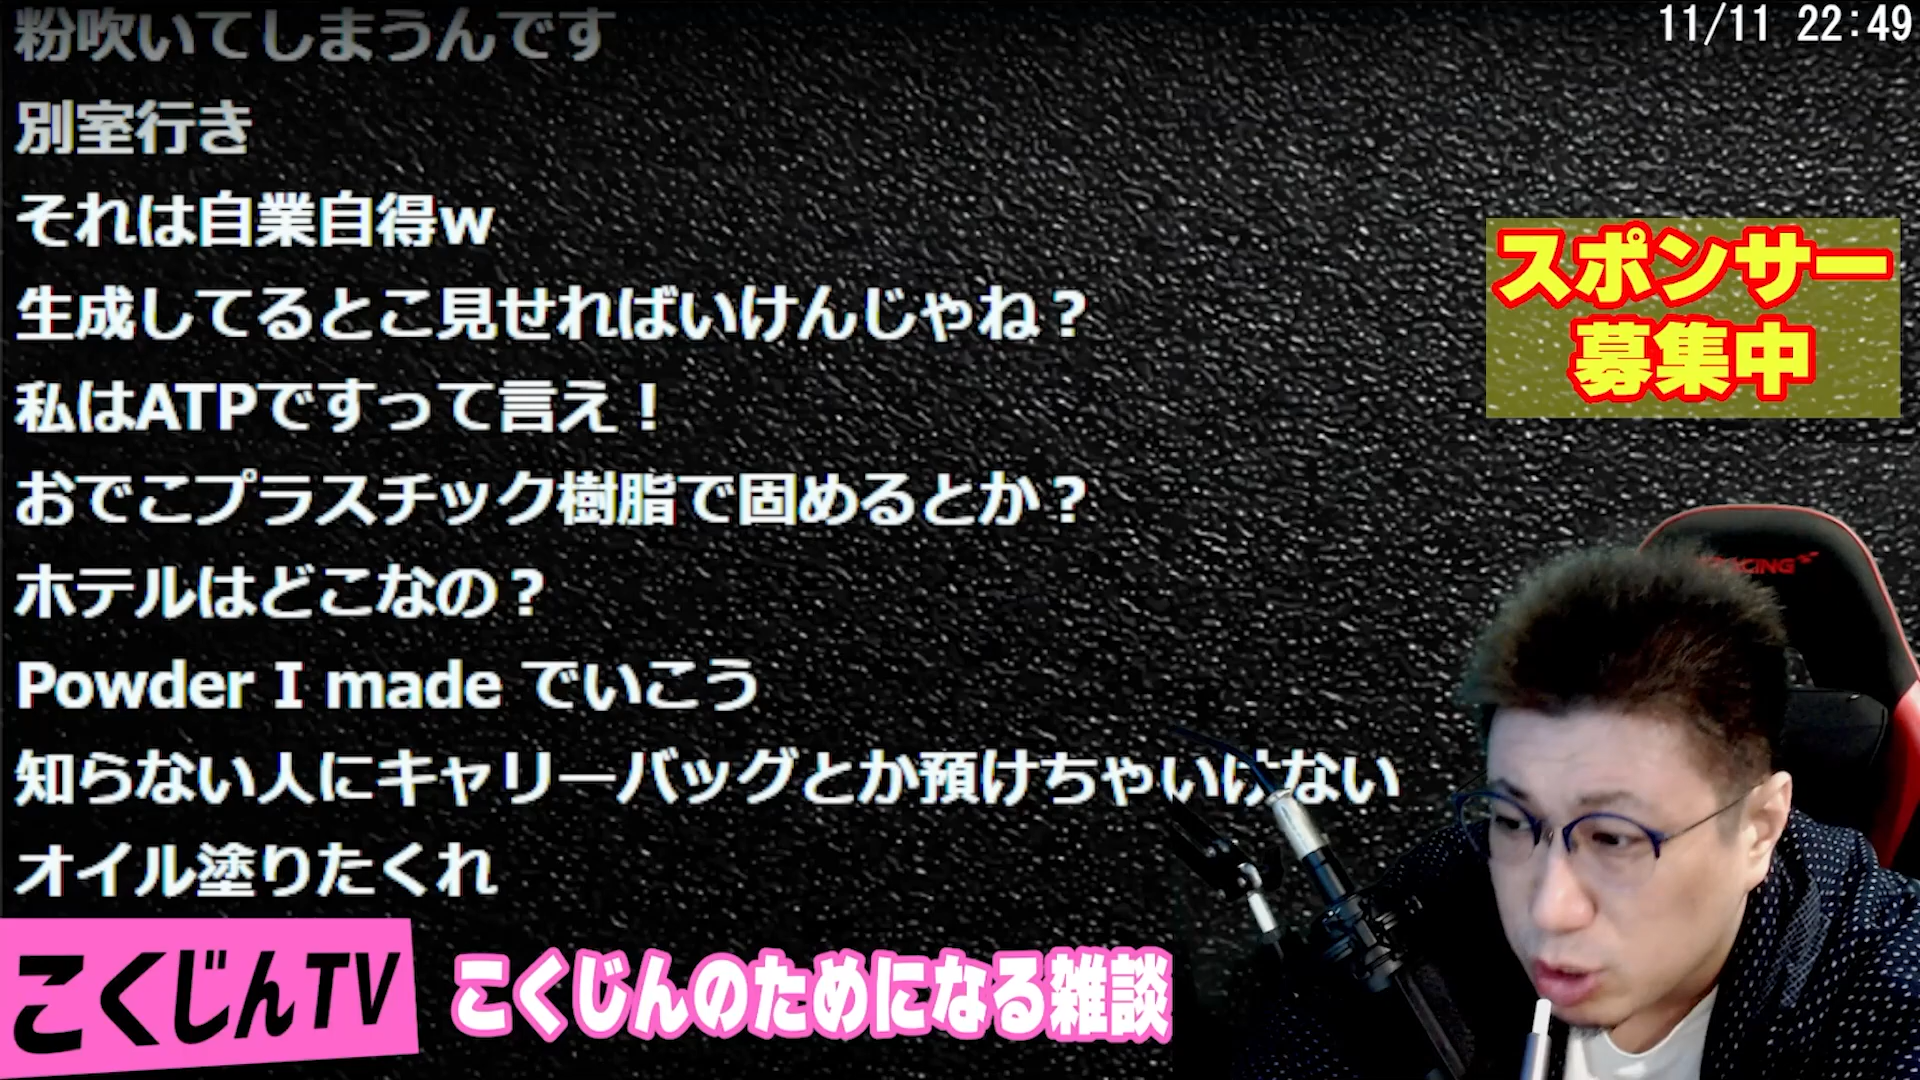 粉吹いてしまうんです
11/11 22:49
別室行き
それは自業自得w
生成してるとこ見せればいけんじゃね？
私はATPですって言え！
おでこプラスチック樹脂で固めるとか？
ホテルはどこなの？
Powder I made でいこう
知らない人にキャリーバッグとか預けちゃいけない
オイル塗りたくれ
スポンサー
募集中
こくじんTV
こくじんのためになる雑談